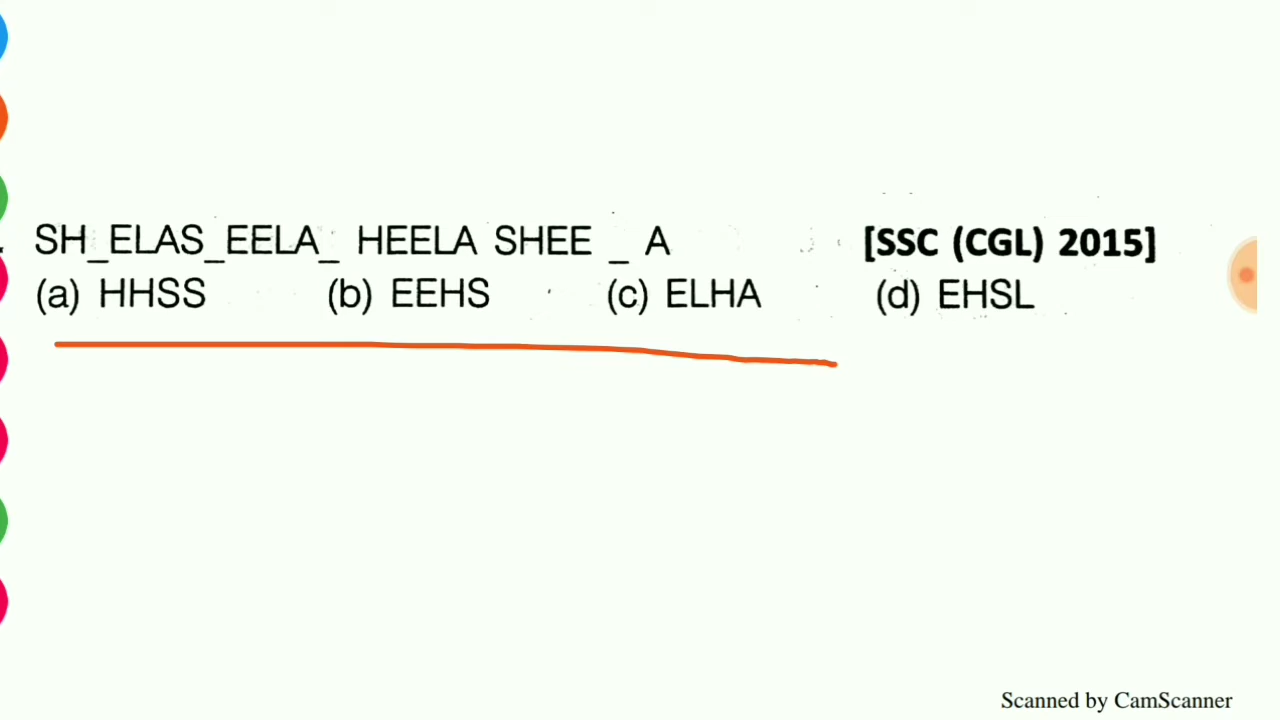 SH_ELAS_EELA_ HEELA SHEE _ A [SSC (CGL) 2015]
(a) HHSS (b) EEHS (c) ELHA (d) EHSL
Scanned by CamScanner